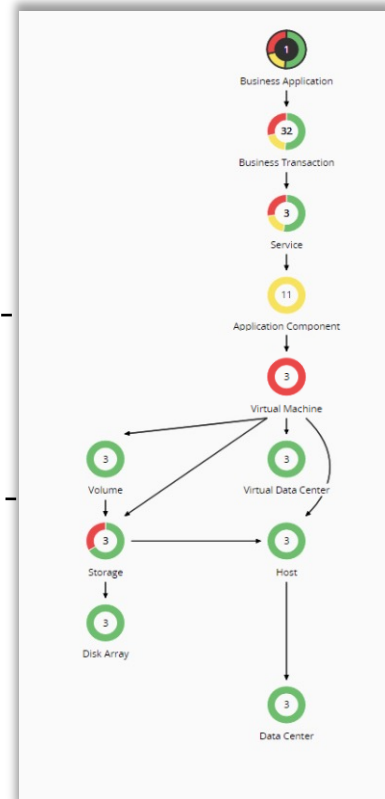 1
Business Application
32
Business Transaction
3
Service
11
Application Component
3
Virtual Machine
3
3
Volume
Virtual Data Center
3
3
Storage
Host
3
Disk Array
3
Data Center